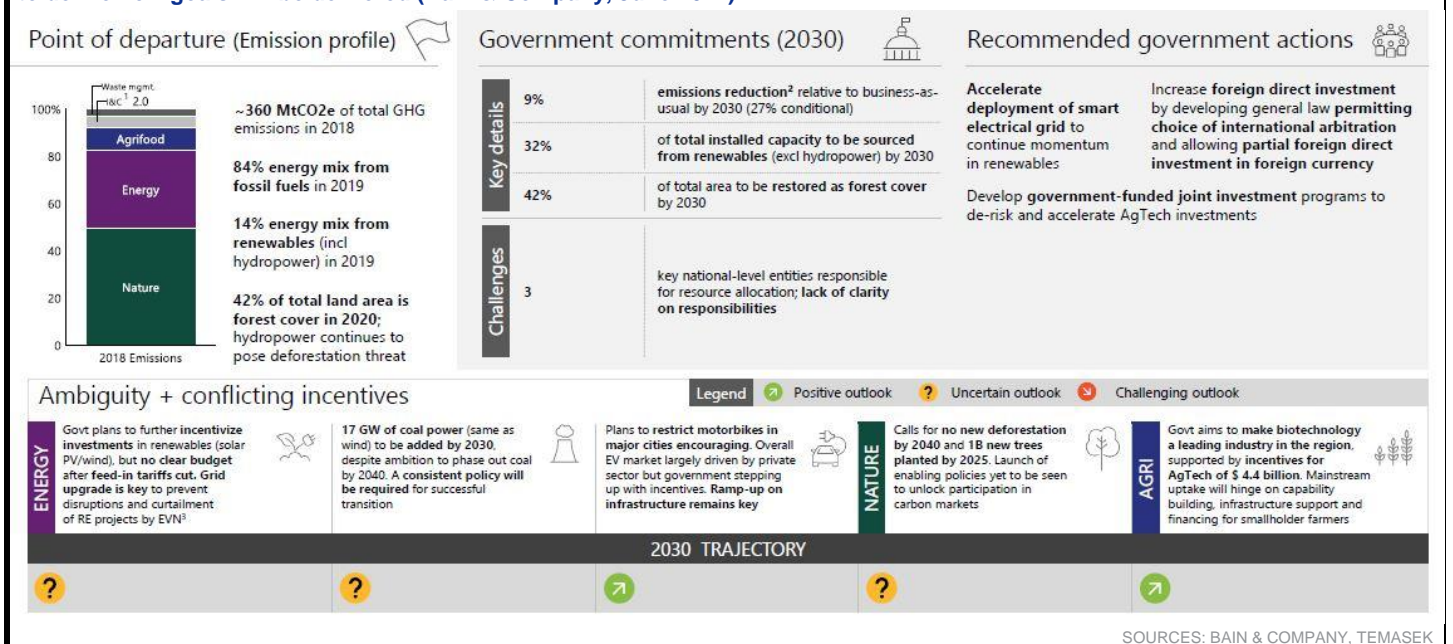 Point of departure (Emission profile)
Waste mgmt.
I&C¹ 2.0
100%
80
60
40
20
0
Agrifood
Energy
Nature
2018 Emissions
~360 MtCO2e of total GHG
emissions in 2018
84% energy mix from
fossil fuels in 2019
14% energy mix from
renewables (incl
hydropower) in 2019
42% of total land area is
forest cover in 2020;
hydropower continues to
pose deforestation threat
Government commitments (2030)
Key details
9%
emissions reduction² relative to business-as-
usual by 2030 (27% conditional)
32%
of total installed capacity to be sourced
from renewables (excl hydropower) by 2030
42%
of total area to be restored as forest cover
by 2030
Challenges
3
key national-level entities responsible
for resource allocation; lack of clarity
on responsibilities
Recommended government actions
Accelerate
deployment of smart
electrical grid to
continue momentum
in renewables
Increase foreign direct investment
by developing general law permitting
choice of international arbitration
and allowing partial foreign direct
investment in foreign currency
Develop government-funded joint investment programs to
de-risk and accelerate AgTech investments
Ambiguity + conflicting incentives
Legend
Positive outlook
? Uncertain outlook
Challenging outlook
ENERGY
Govt plans to further incentivize
investments in renewables (solar
PV/wind), but no clear budget
after feed-in tariffs cut. Grid
upgrade is key to prevent
disruptions and curtailment
of RE projects by EVN³
17 GW of coal power (same as
wind) to be added by 2030,
despite ambition to phase out coal
by 2040. A consistent policy will
be required for successful
transition
Plans to restrict motorbikes in
major cities encouraging. Overall
EV market largely driven by private
sector but government stepping
up with incentives. Ramp-up on
infrastructure remains key
NATURE
Calls for no new deforestation
by 2040 and 1B new trees
planted by 2025. Launch of
enabling policies yet to be seen
to unlock participation in
carbon markets
AGRI
Govt aims to make biotechnology
a leading industry in the region,
supported by incentives for
AgTech of $ 4.4 billion. Mainstream
uptake will hinge on capability
building, infrastructure support and
financing for smallholder farmers
2030 TRAJECTORY
?
?
?
SOURCES: BAIN & COMPANY, TEMASEK